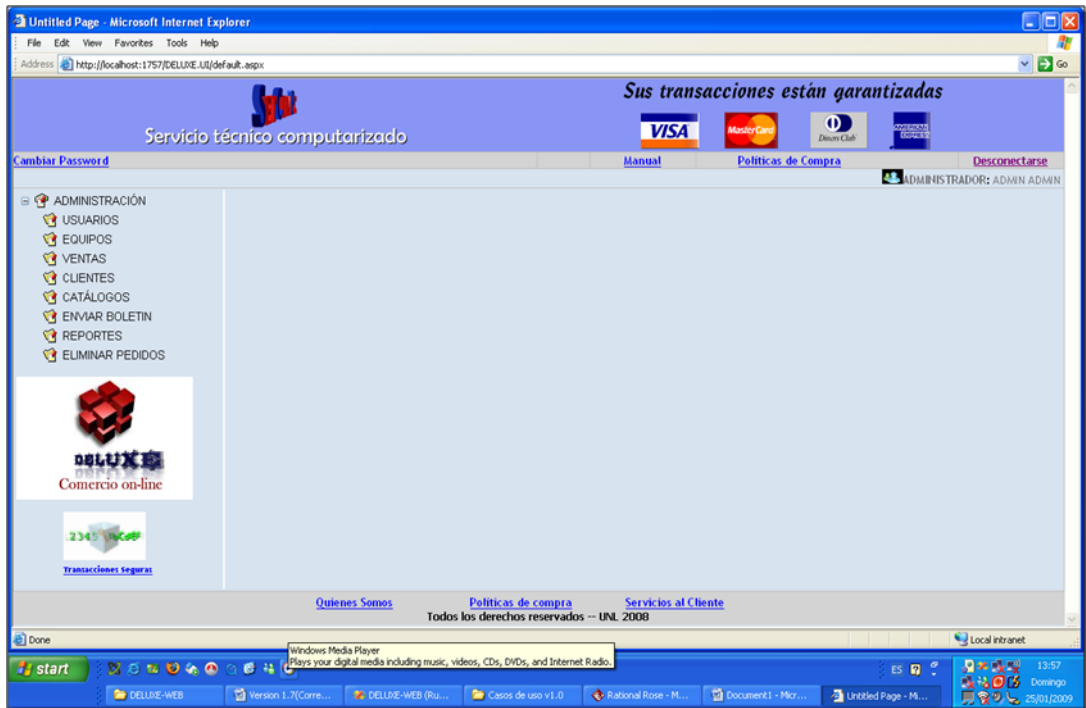 Untitled Page - Microsoft Internet Explorer
File Edit View Favorites Tools Help
Address http://localhost:1757/DELUXE.UI/default.aspx Go
Sus transacciones están garantizadas
VISA MasterCard Diners Club AMERICAN EXPRESS
Servicio técnico computarizado
Cambiar Password Manual Políticas de Compra Desconectarse
ADMINISTRADOR: ADMIN ADMIN
ADMINISTRACIÓN
USUARIOS
EQUIPOS
VENTAS
CLIENTES
CATÁLOGOS
ENVIAR BOLETIN
REPORTES
ELIMINAR PEDIDOS
DELUXE
Comercio on-line
Transacciones Seguras
Quienes Somos Políticas de compra Servicios al Cliente
Todos los derechos reservados -- UNL 2008
Done Local intranet
Windows Media Player
Plays your digital media including music, videos, CDs, DVDs, and Internet Radio.
start ES 13:57
Domingo
DELUXE-WEB Version 1.7(Corre... DELUXE-WEB (Ru... Casos de uso v1.0 Rational Rose - M... Document1 - Micr... Untitled Page - Mi... 25/01/2009